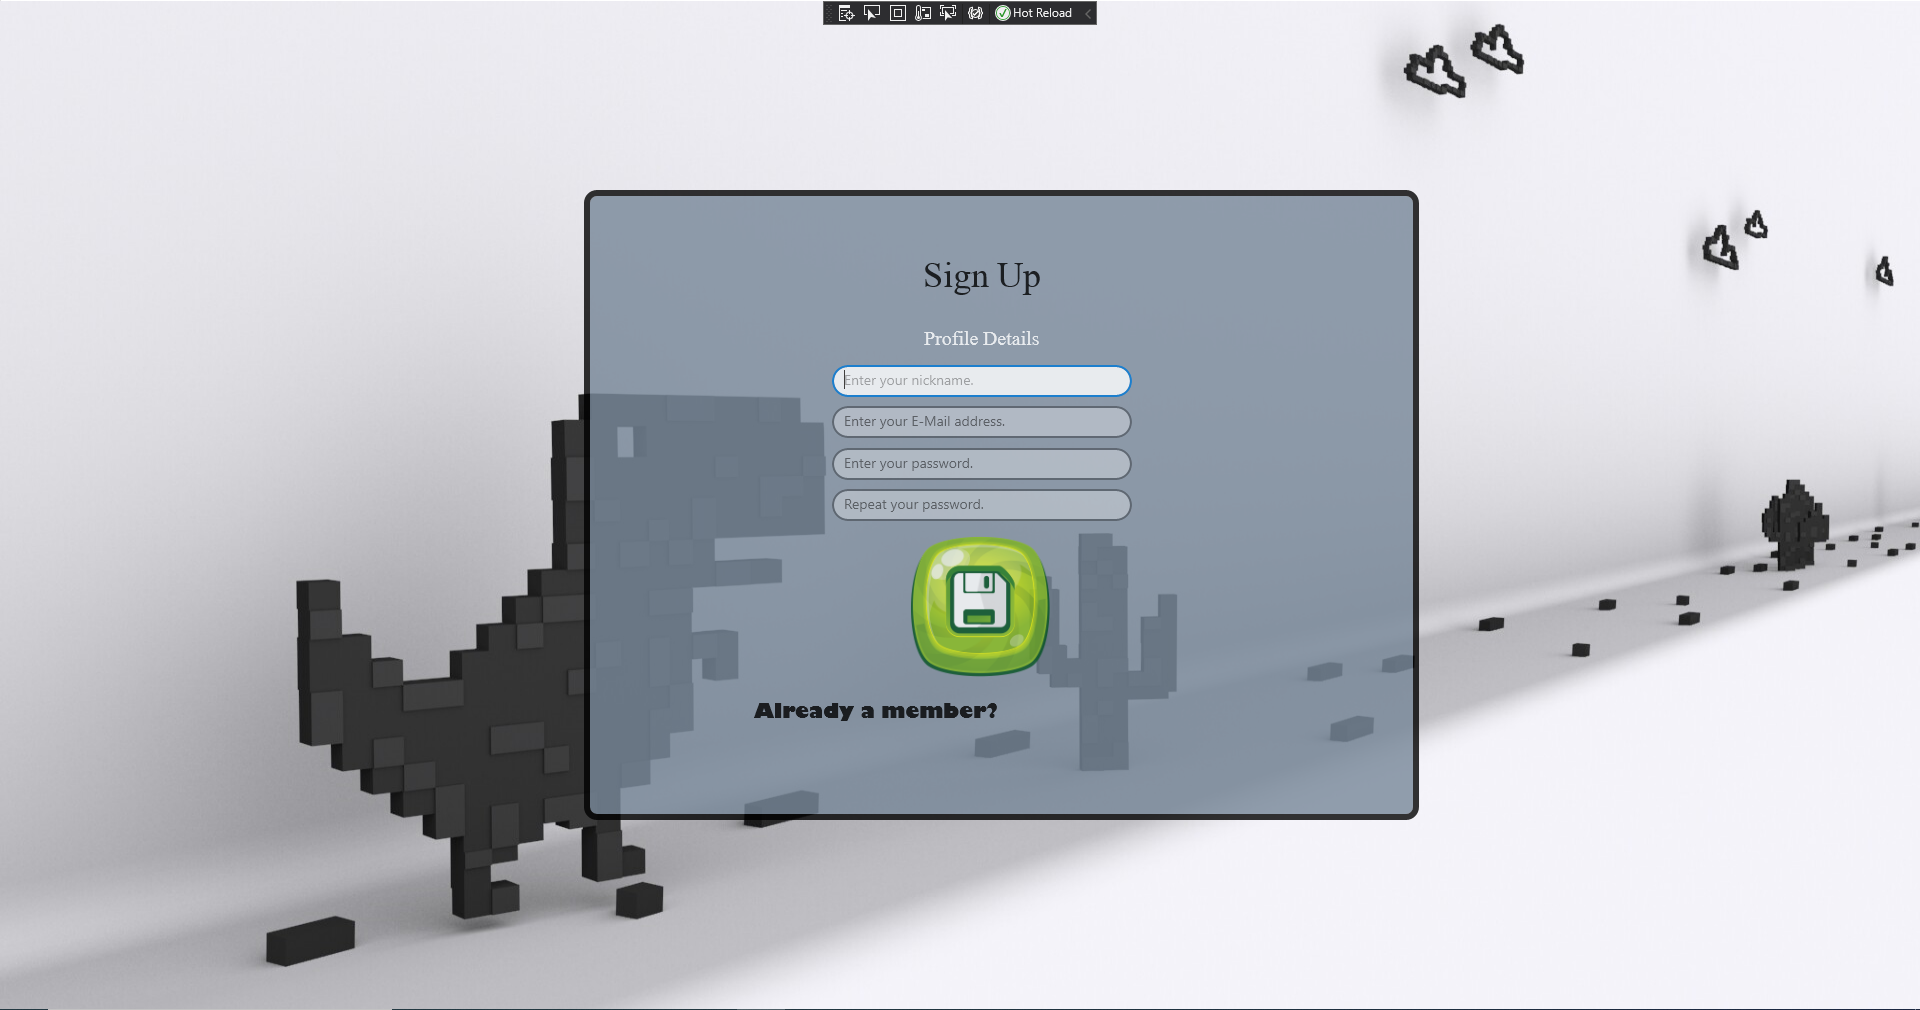 Hot Reload
Sign Up
Profile Details
Enter your nickname.
Enter your E-Mail address.
Enter your password.
Repeat your password.
Already a member?